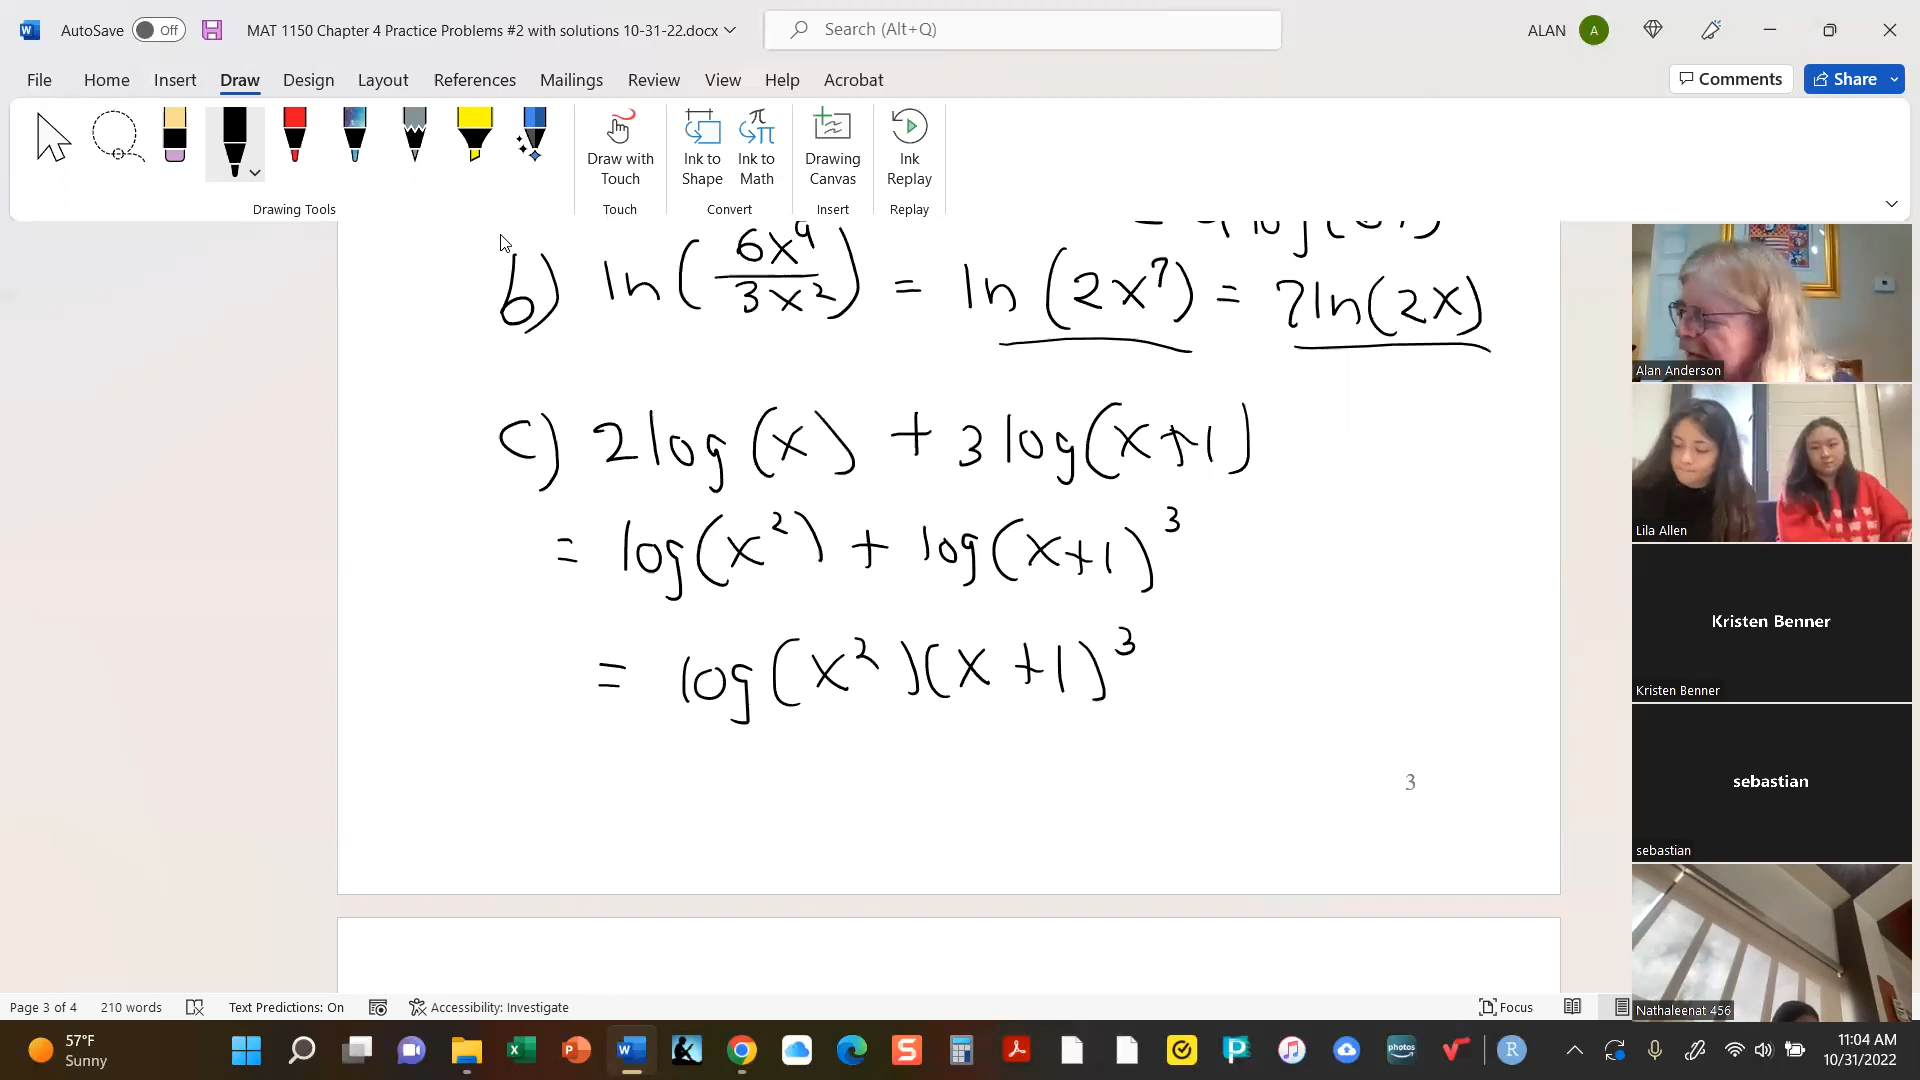 AutoSave Off MAT 1150 Chapter 4 Practice Problems #2 with solutions 10-31-22.docx Search (Alt+Q) ALAN A
File Home Insert Draw Design Layout References Mailings Review View Help Acrobat Comments Share
Draw with Touch
Ink to Shape
Ink to Math
Drawing Canvas
Ink Replay
Drawing Tools Touch Convert Insert Replay
b) ln(6x⁹/3x²) = ln(2x⁷) = 7ln(2x)
c) 2log(x) + 3log(x+1)
= log(x²) + log(x+1)³
= log(x²)(x+1)³
3
Alan Anderson
Lila Allen
Kristen Benner
Kristen Benner
sebastian
sebastian
Nathaleenat 456
Page 3 of 4 210 words Text Predictions: On Accessibility: Investigate Focus
57°F
Sunny
photos
R
11:04 AM
10/31/2022